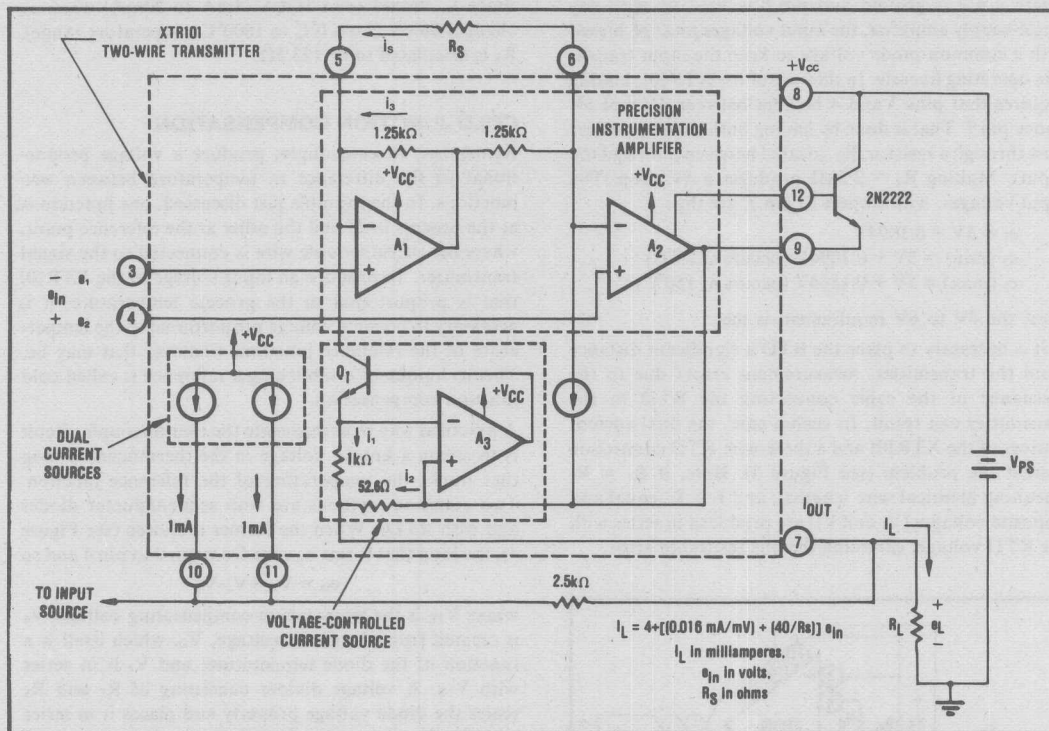 XTR101
TWO-WIRE TRANSMITTER
5
iS
RS
6
+VCC
8
i3
1.25kΩ
1.25kΩ
PRECISION
INSTRUMENTATION
AMPLIFIER
+VCC
+VCC
A1
A2
+
+
12
2N2222
9
3
-
e1
ein
+
4
+VCC
Q1
+VCC
A3
DUAL
CURRENT
SOURCES
I1
1kΩ
I2
52.6Ω
+
1mA
1mA
VPS
IOUT
7
IL
10
11
TO INPUT
SOURCE
VOLTAGE-CONTROLLED
CURRENT SOURCE
2.5kΩ
IL = 4+[(0.016 mA/mV) + (40/Rs)] ein
IL in milliamperes.
ein in volts.
RS in ohms
RL
+
eL
-